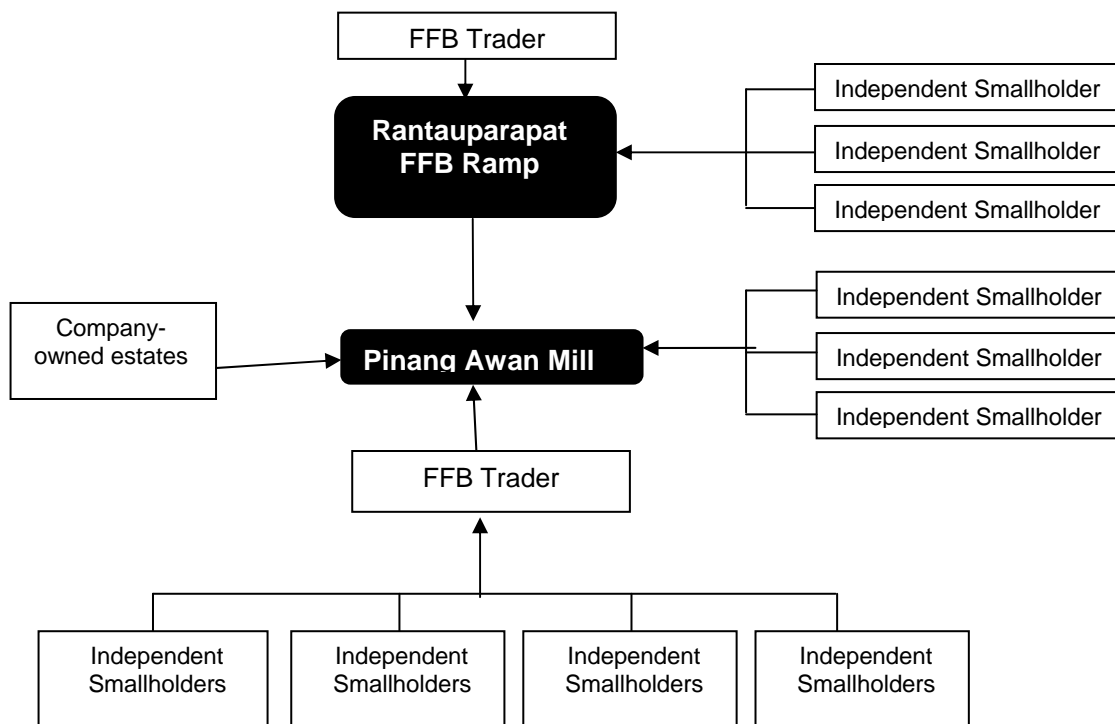 FFB Trader
Rantauparapat
FFB Ramp
Independent Smallholder
Independent Smallholder
Independent Smallholder
Company-
owned estates
Pinang Awan Mill
Independent Smallholder
Independent Smallholder
Independent Smallholder
FFB Trader
Independent
Smallholders
Independent
Smallholders
Independent
Smallholders
Independent
Smallholders